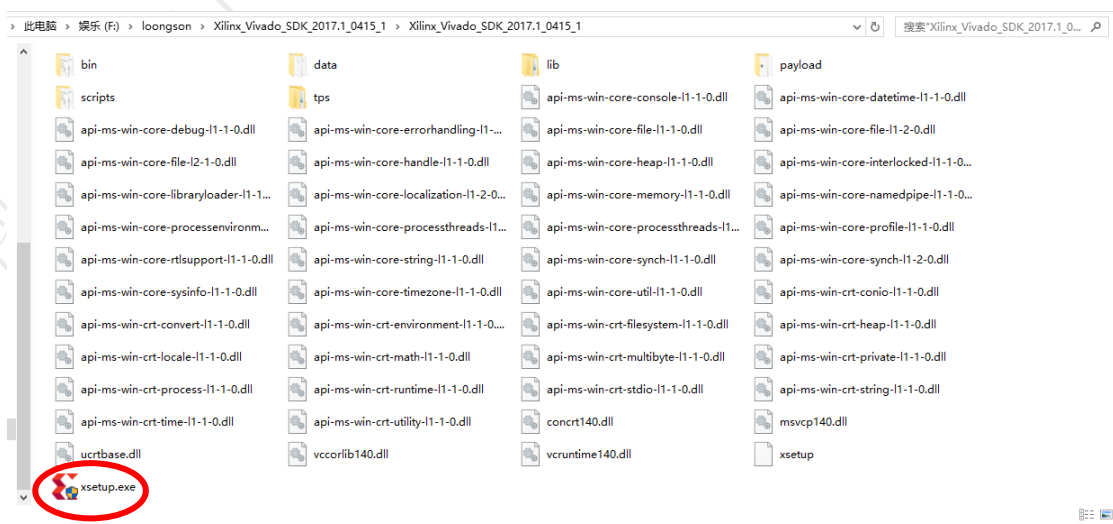 › 此电脑 › 娱乐 (F:) › loongson › Xilinx_Vivado_SDK_2017.1_0415_1 › Xilinx_Vivado_SDK_2017.1_0415_1 搜索"Xilinx_Vivado_SDK_2017.1_0...
bin data lib payload
scripts tps api-ms-win-core-console-l1-1-0.dll api-ms-win-core-datetime-l1-1-0.dll
api-ms-win-core-debug-l1-1-0.dll api-ms-win-core-errorhandling-l1-... api-ms-win-core-file-l1-1-0.dll api-ms-win-core-file-l1-2-0.dll
api-ms-win-core-file-l2-1-0.dll api-ms-win-core-handle-l1-1-0.dll api-ms-win-core-heap-l1-1-0.dll api-ms-win-core-interlocked-l1-1-0...
api-ms-win-core-libraryloader-l1-1... api-ms-win-core-localization-l1-2-0... api-ms-win-core-memory-l1-1-0.dll api-ms-win-core-namedpipe-l1-1-0...
api-ms-win-core-processenvironm... api-ms-win-core-processthreads-l1... api-ms-win-core-processthreads-l1... api-ms-win-core-profile-l1-1-0.dll
api-ms-win-core-rtlsupport-l1-1-0.dll api-ms-win-core-string-l1-1-0.dll api-ms-win-core-synch-l1-1-0.dll api-ms-win-core-synch-l1-2-0.dll
api-ms-win-core-sysinfo-l1-1-0.dll api-ms-win-core-timezone-l1-1-0.dll api-ms-win-core-util-l1-1-0.dll api-ms-win-crt-conio-l1-1-0.dll
api-ms-win-crt-convert-l1-1-0.dll api-ms-win-crt-environment-l1-1-0.... api-ms-win-crt-filesystem-l1-1-0.dll api-ms-win-crt-heap-l1-1-0.dll
api-ms-win-crt-locale-l1-1-0.dll api-ms-win-crt-math-l1-1-0.dll api-ms-win-crt-multibyte-l1-1-0.dll api-ms-win-crt-private-l1-1-0.dll
api-ms-win-crt-process-l1-1-0.dll api-ms-win-crt-runtime-l1-1-0.dll api-ms-win-crt-stdio-l1-1-0.dll api-ms-win-crt-string-l1-1-0.dll
api-ms-win-crt-time-l1-1-0.dll api-ms-win-crt-utility-l1-1-0.dll concrt140.dll msvcp140.dll
ucrtbase.dll vccorlib140.dll vcruntime140.dll xsetup
xsetup.exe